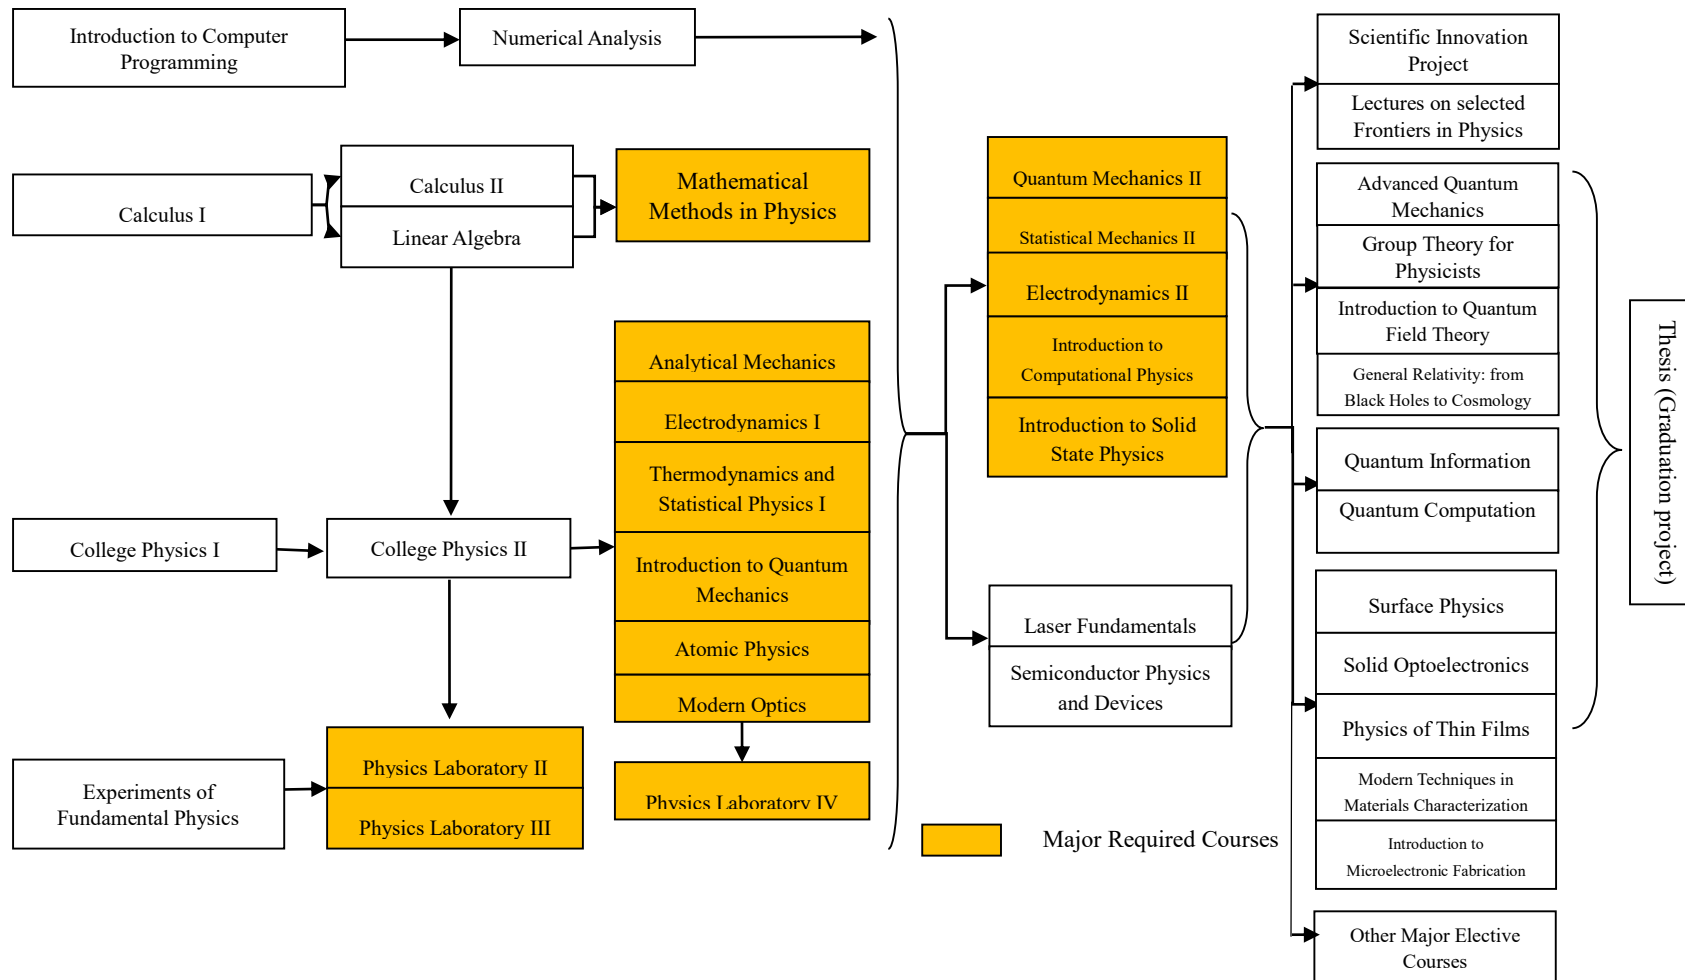 Introduction to Computer
Programming
Numerical Analysis
Calculus I
Calculus II
Linear Algebra
Mathematical
Methods in Physics
College Physics I
College Physics II
Analytical Mechanics
Electrodynamics I
Thermodynamics and
Statistical Physics I
Introduction to Quantum
Mechanics
Atomic Physics
Modern Optics
Experiments of
Fundamental Physics
Physics Laboratory II
Physics Laboratory III
Physics Laboratory IV
Quantum Mechanics II
Statistical Mechanics II
Electrodynamics II
Introduction to
Computational Physics
Introduction to Solid
State Physics
Laser Fundamentals
Semiconductor Physics
and Devices
Major Required Courses
Scientific Innovation
Project
Lectures on selected
Frontiers in Physics
Advanced Quantum
Mechanics
Group Theory for
Physicists
Introduction to Quantum
Field Theory
General Relativity: from
Black Holes to Cosmology
Quantum Information
Quantum Computation
Surface Physics
Solid Optoelectronics
Physics of Thin Films
Modern Techniques in
Materials Characterization
Introduction to
Microelectronic Fabrication
Other Major Elective
Courses
Thesis (Graduation project)